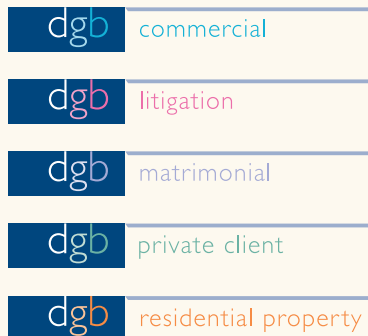 dgb commercial
dgb litigation
dgb matrimonial
dgb private client
dgb residential property